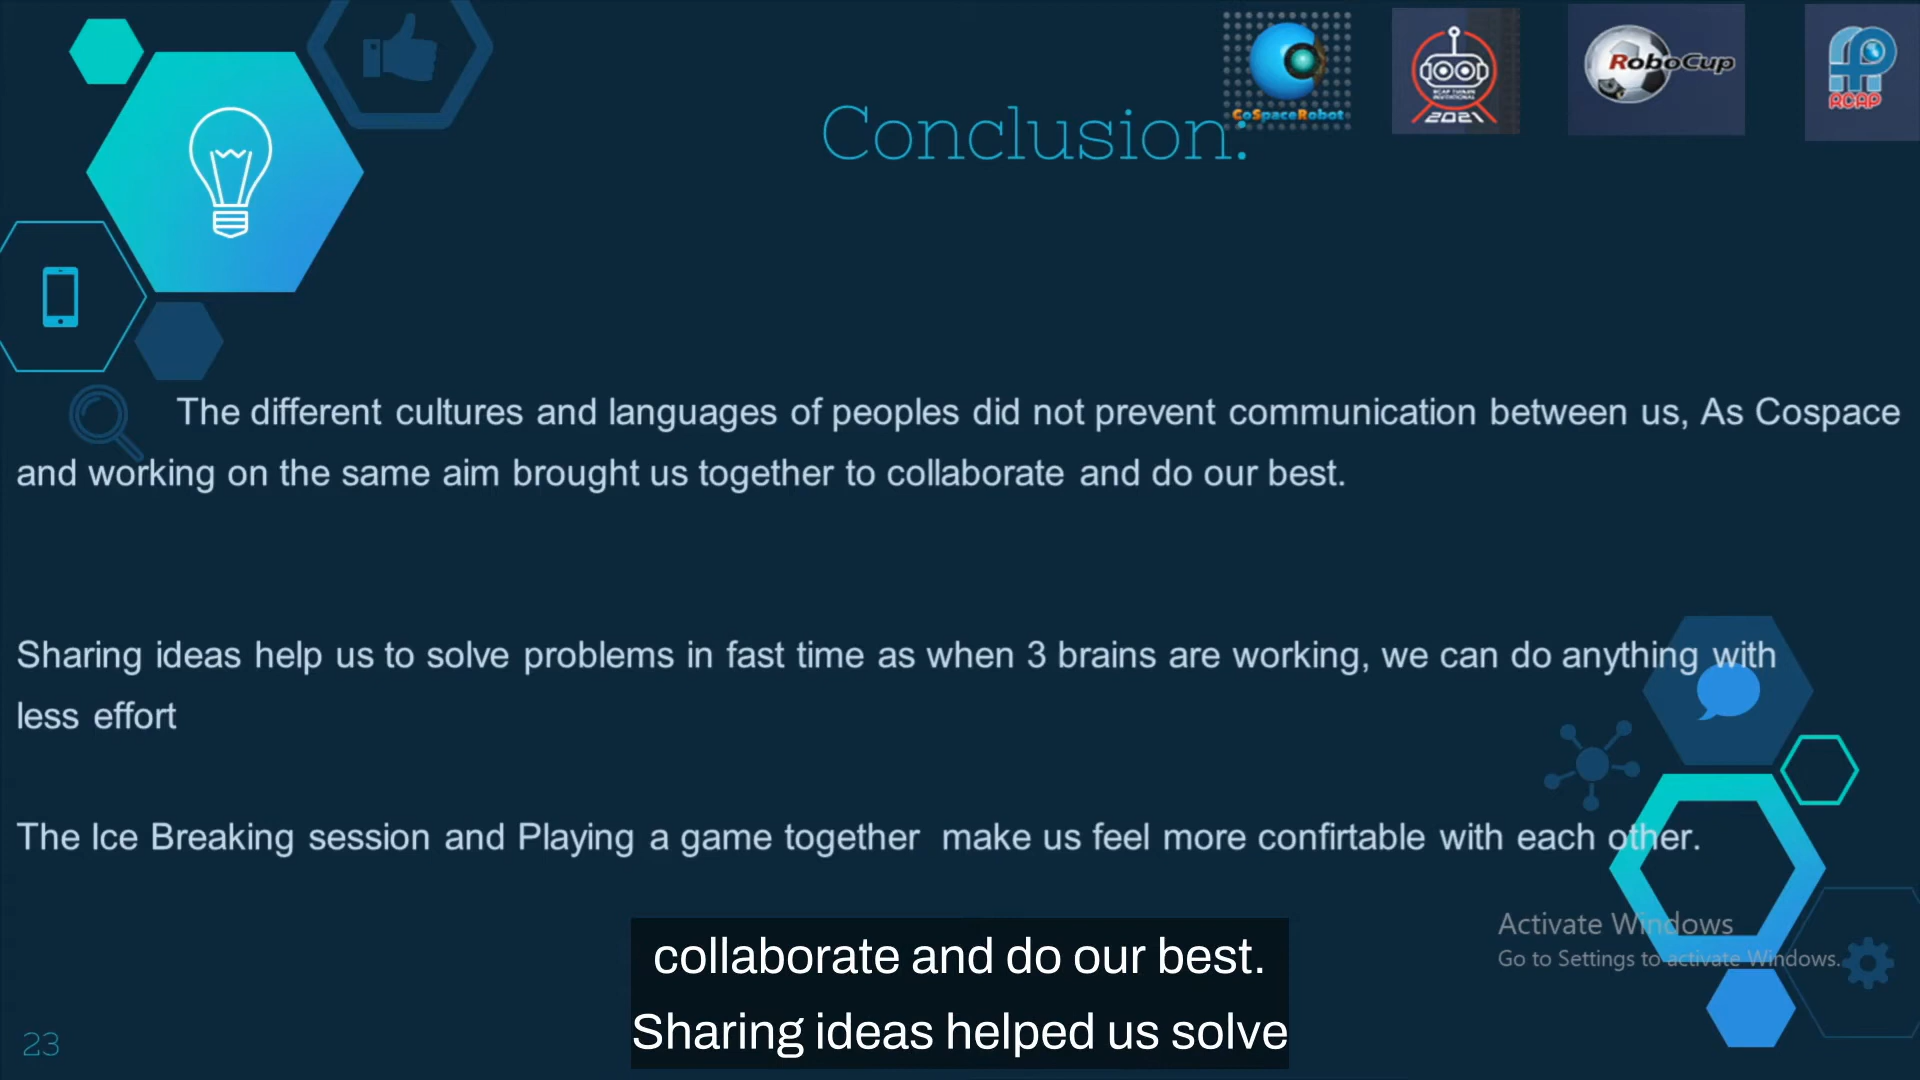 CoSpaceRobot
RCAP TIANJIN
INVITATIONAL
2021
RoboCup
RCAP
Conclusion:
The different cultures and languages of peoples did not prevent communication between us, As Cospace
and working on the same aim brought us together to collaborate and do our best.
Sharing ideas help us to solve problems in fast time as when 3 brains are working, we can do anything with
less effort
The Ice Breaking session and Playing a game together make us feel more confirtable with each other.
Activate Windows
Go to Settings to activate Windows.
collaborate and do our best.
Sharing ideas helped us solve
23